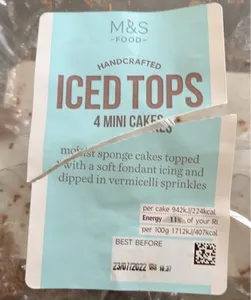 M&S
-FOOD-
HANDCRAFTED
ICED TOPS
4 MINI CAKES
moist sponge cakes topped
with a soft fondant icing and
dipped in vermicelli sprinkles
per cake 942kJ/224kcal
Energy 11% of your RI
per 100g 1712kJ/407kcal
BEST BEFORE
23/07/2022